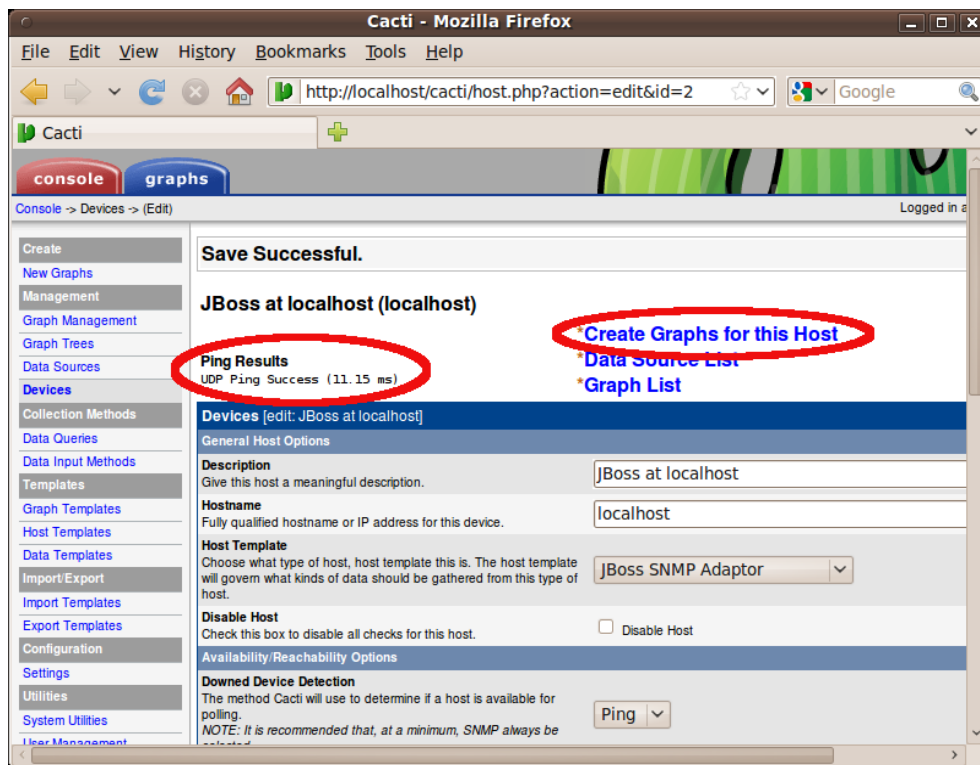 Cacti - Mozilla Firefox
File Edit View History Bookmarks Tools Help
http://localhost/cacti/host.php?action=edit&id=2
Google
Cacti
console graphs
Console -> Devices -> (Edit)
Logged in a
Create
New Graphs
Management
Graph Management
Graph Trees
Data Sources
Devices
Collection Methods
Data Queries
Data Input Methods
Templates
Graph Templates
Host Templates
Data Templates
Import/Export
Import Templates
Export Templates
Configuration
Settings
Utilities
System Utilities
User Management
Save Successful.
JBoss at localhost (localhost)
Ping Results
UDP Ping Success (11.15 ms)
*Create Graphs for this Host
*Data Source List
*Graph List
Devices [edit: JBoss at localhost]
General Host Options
Description
Give this host a meaningful description.
JBoss at localhost
Hostname
Fully qualified hostname or IP address for this device.
localhost
Host Template
Choose what type of host, host template this is. The host template
will govern what kinds of data should be gathered from this type of
host.
JBoss SNMP Adaptor
Disable Host
Check this box to disable all checks for this host.
Disable Host
Availability/Reachability Options
Downed Device Detection
The method Cacti will use to determine if a host is available for
polling.
NOTE: It is recommended that, at a minimum, SNMP always be
Ping